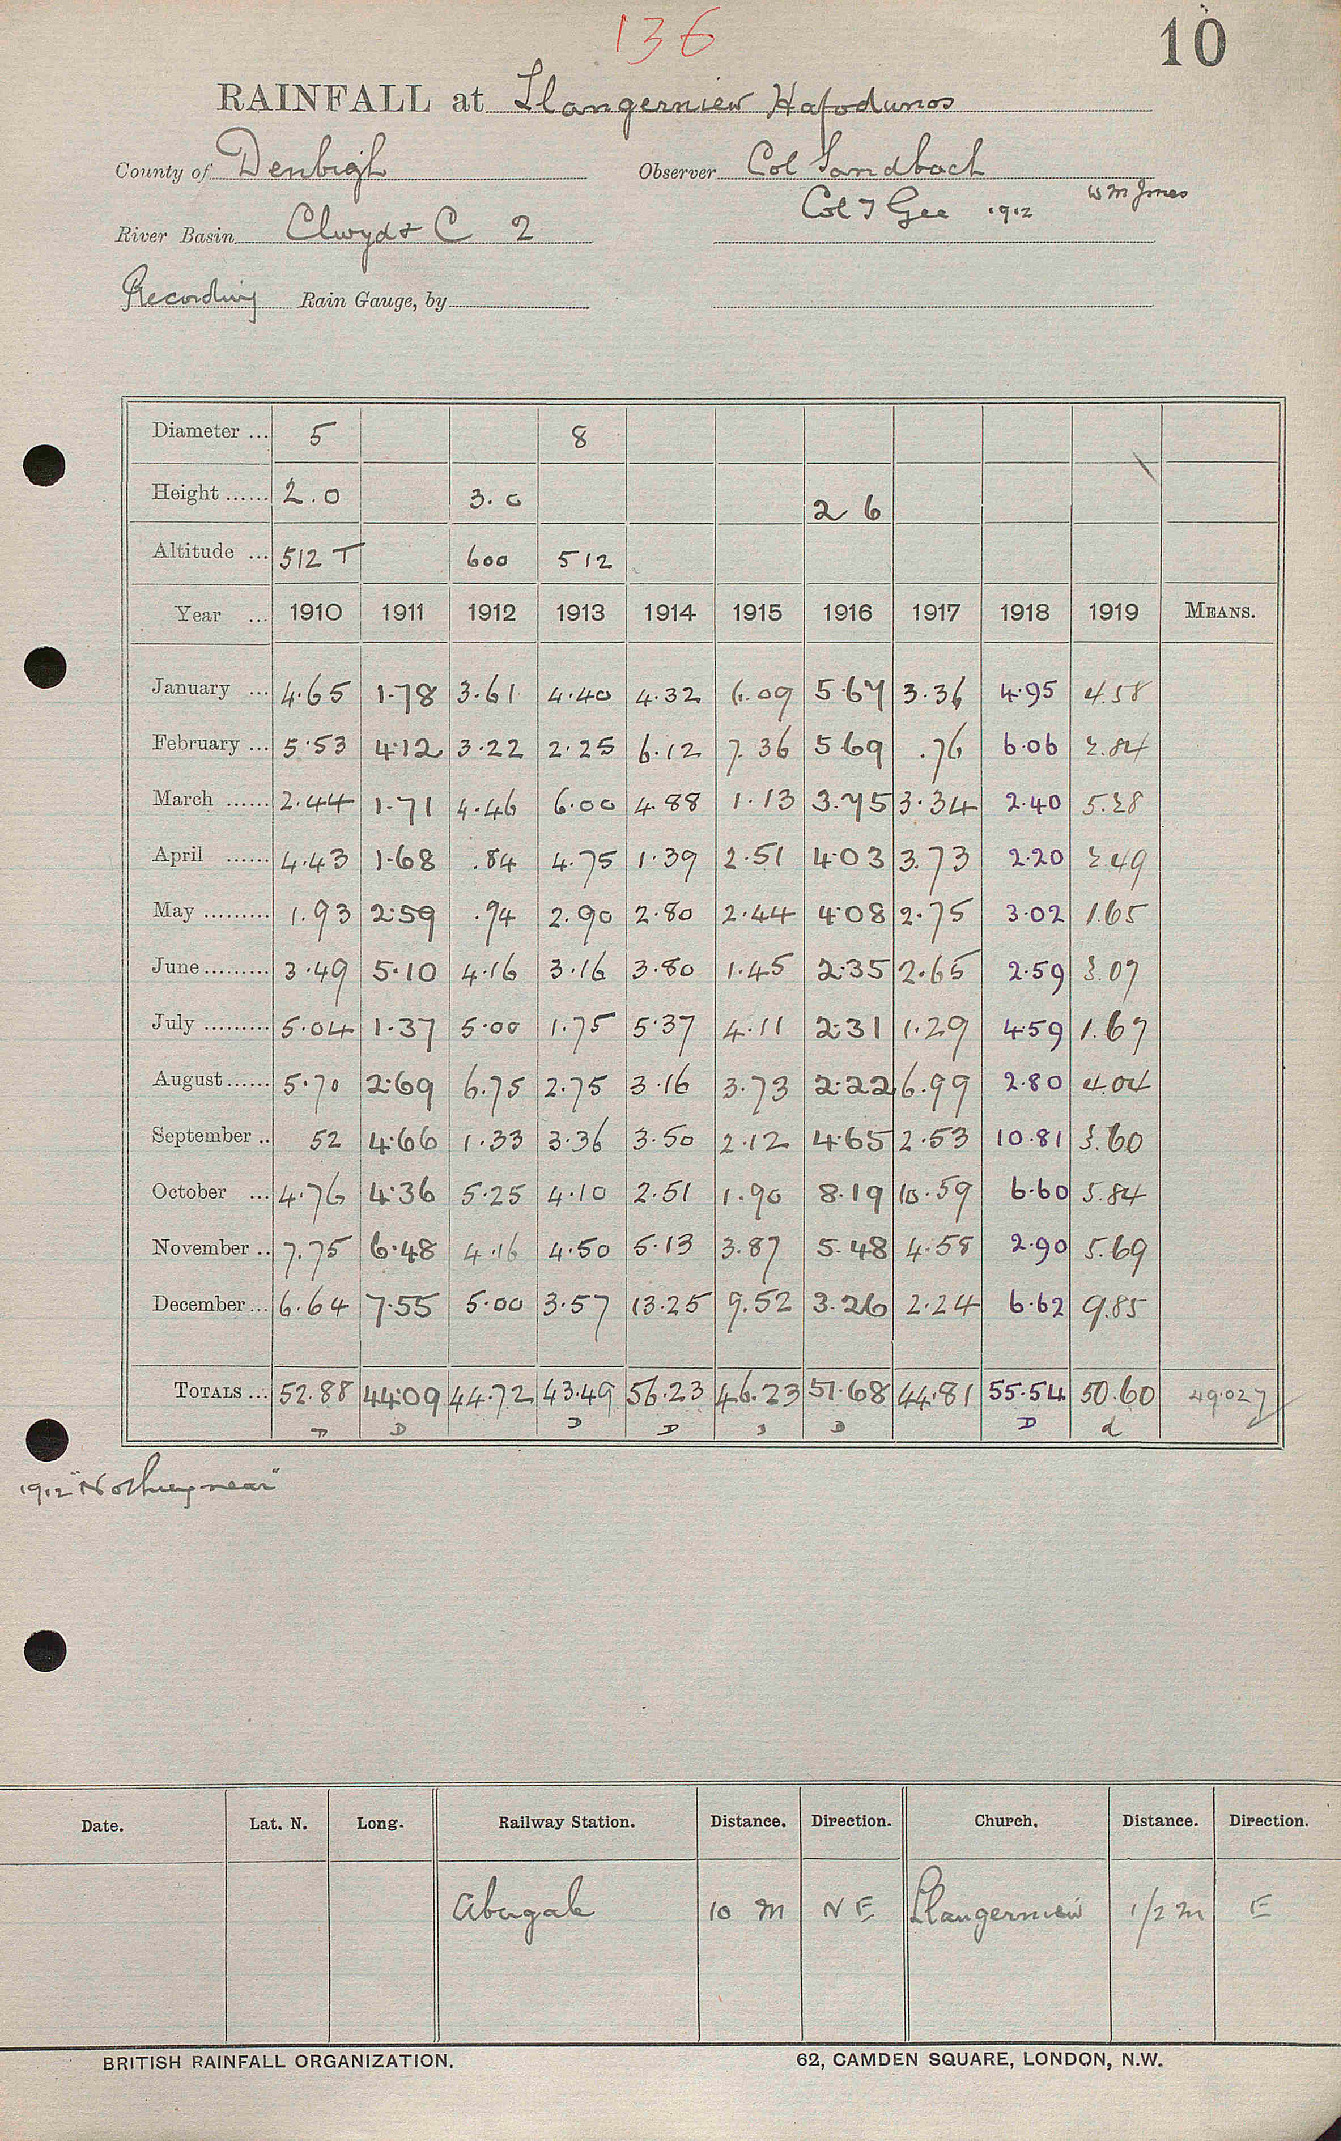 136
10
RAINFALL at Llangerniew Hafodunos
County of Denbigh Observer Col Sandbach
Col T Gee 1912 Wm Jones
River Basin Clwyd & C 2
Recording Rain Gauge, by
Diameter ... 5 8
Height ...... 2.0 3.0 2 6
Altitude ... 512 T 600 512
Year ... 1910 1911 1912 1913 1914 1915 1916 1917 1918 1919 MEANS.
January ... 4.65 1.78 3.61 4.40 4.32 6.09 5.67 3.36 4.95 4.58
February ... 5.53 4.12 3.22 2.25 6.12 7.36 5 69 .76 6.06 2.84
March ...... 2.44 1.71 4.46 6.00 4.88 1.13 3.75 3.34 2.40 5.28
April ...... 4.43 1.68 .84 4.75 1.39 2.51 4.03 3.73 2.20 2.49
May ......... 1.93 2.59 .94 2.90 2.80 2.44 4.08 2.75 3.02 1.65
June ......... 3.49 5.10 4.16 3.16 3.80 1.45 2.35 2.65 2.59 3.07
July ......... 5.04 1.37 5.00 1.75 5.37 4.11 2.31 1.29 4.59 1.67
August ...... 5.70 2.69 6.75 2.75 3.16 3.73 2.22 6.99 2.80 4.04
September .. 52 4.66 1.33 3.36 3.50 2.12 4.65 2.53 10.81 3.60
October ... 4.76 4.36 5.25 4.10 2.51 1.90 8.19 10.59 6.60 5.84
November .. 7.75 6.48 4.16 4.50 5.13 3.87 5.48 4.58 2.90 5.69
December ... 6.64 7.55 5.00 3.57 13.25 9.52 3.26 2.24 6.62 9.85
TOTALS ... 52.88 44.09 44.72 43.49 56.23 46.23 51.68 44.81 55.54 50.60 49.027
D D D D D D d
1912 "Nothing near"
Date. Lat. N. Long. Railway Station. Distance. Direction. Church. Distance. Direction.
Abergele 10 m N E Llangerniew 1/2 m E
BRITISH RAINFALL ORGANIZATION. 62, CAMDEN SQUARE, LONDON, N.W.